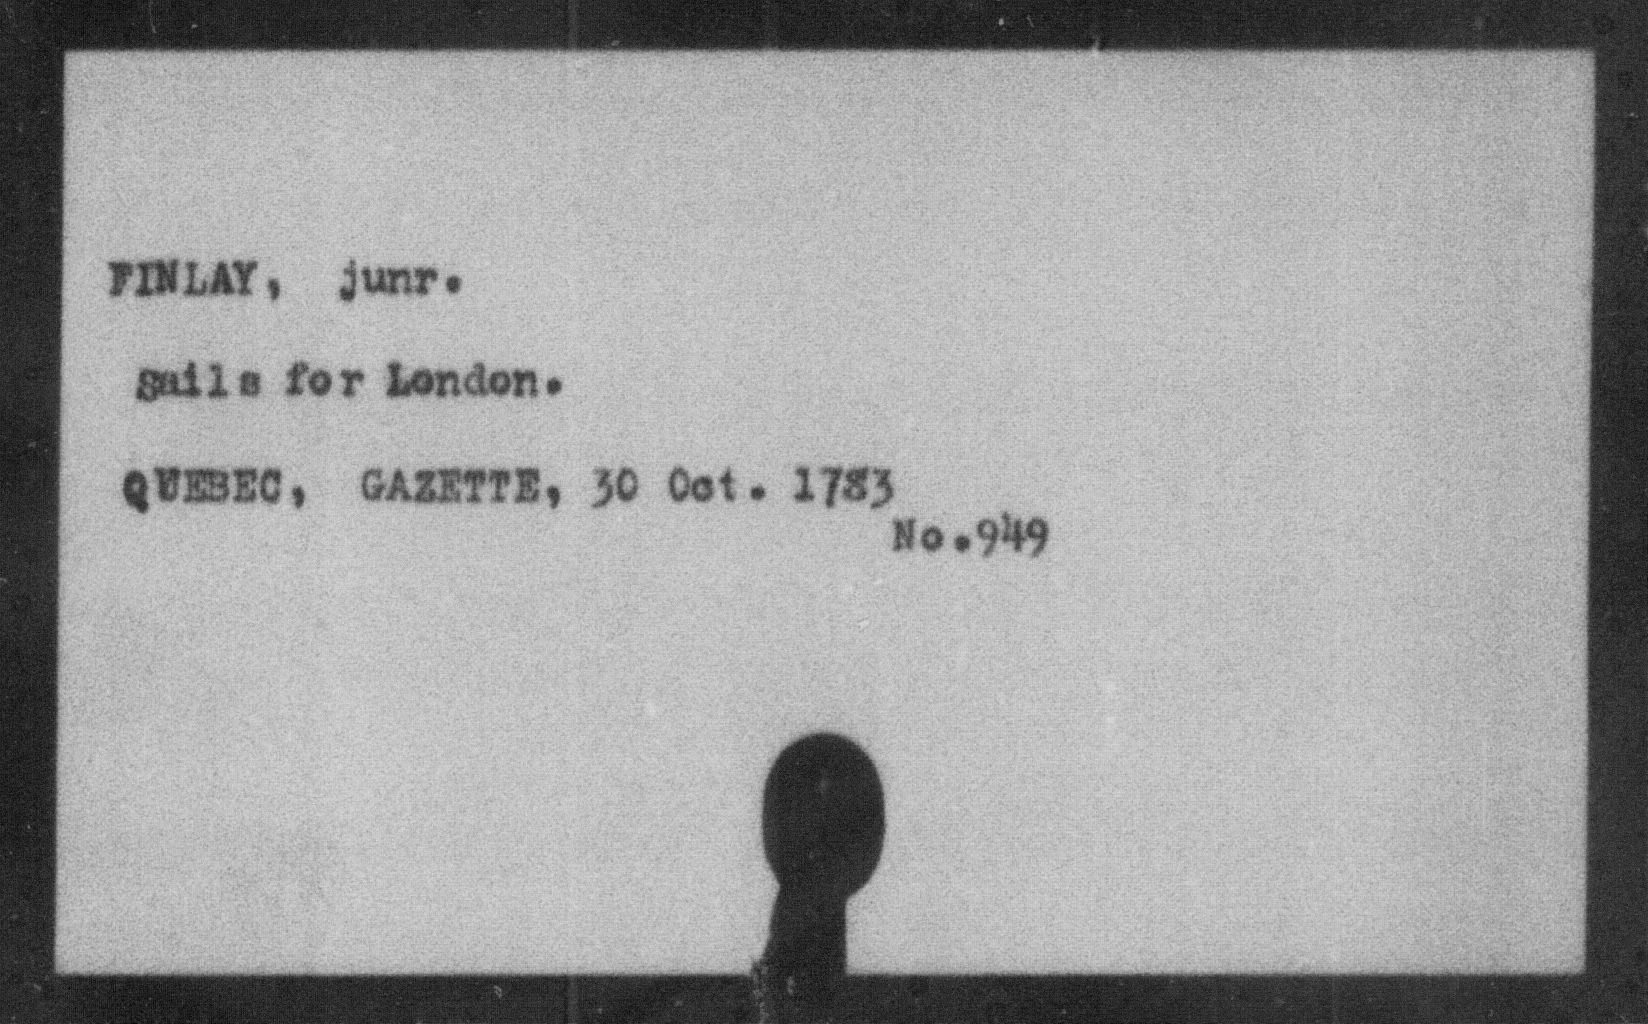 FINLAY, junr.
sails for London.
QUEBEC, GAZETTE, 30 Oct. 1783
No.949